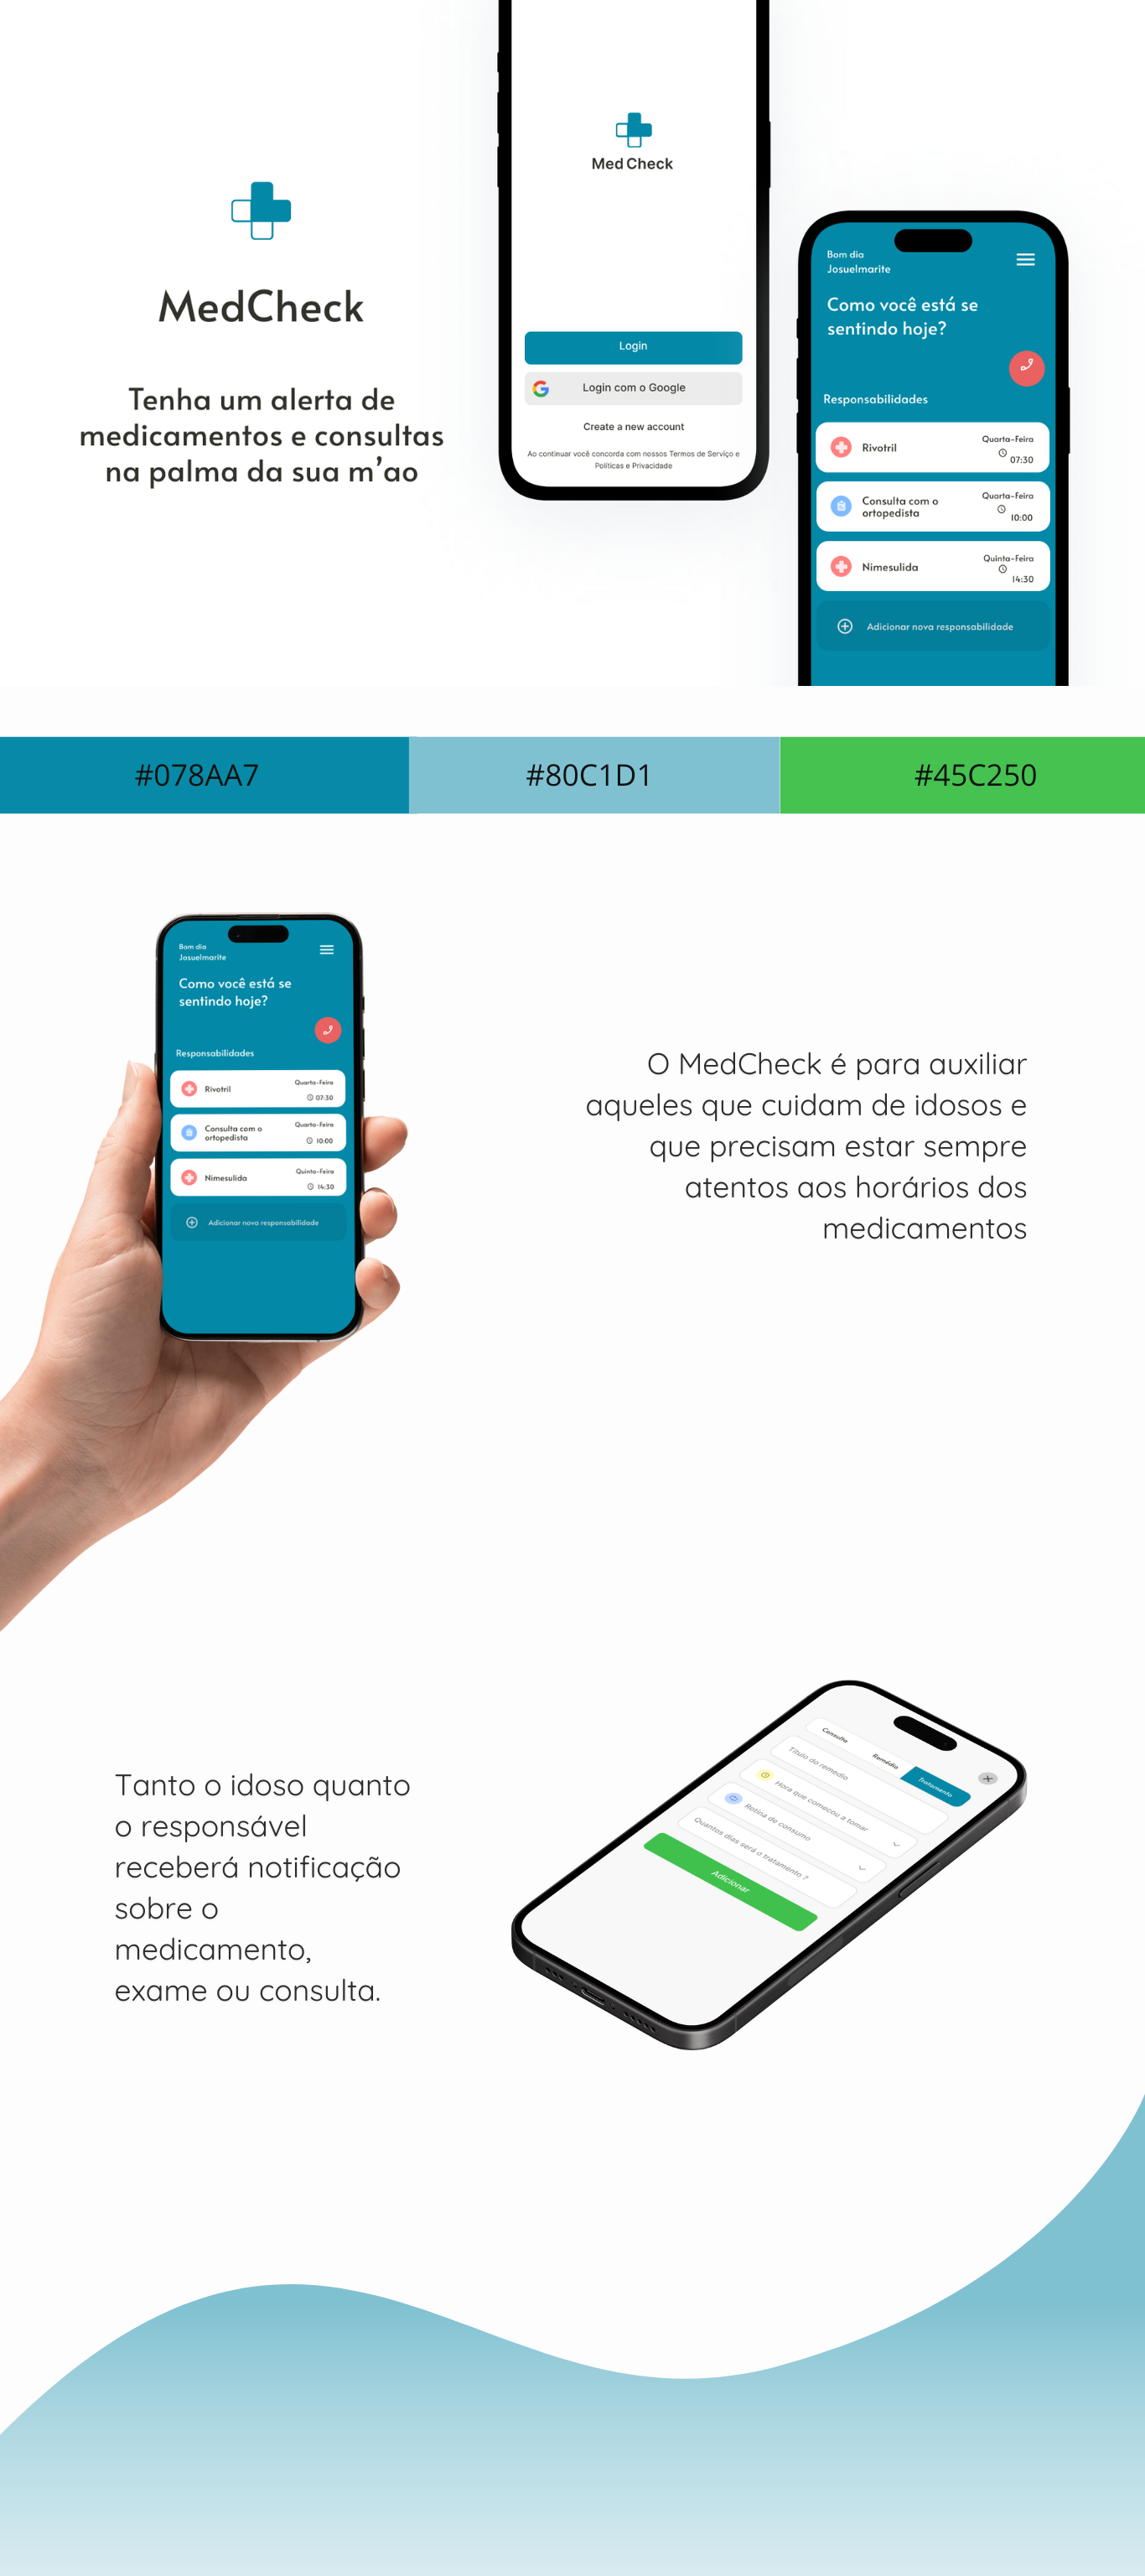 MedCheck
Tenha um alerta de
medicamentos e consultas
na palma da sua m’ao
Med Check
Login
Login com o Google
Create a new account
Ao continuar você concorda com nossos Termos de Serviço e
Políticas e Privacidade
Bom dia
Josuelmarite
Como você está se
sentindo hoje?
Responsabilidades
Rivotril
Quarta-Feira
07:30
Consulta com o
ortopedista
Quarta-Feira
10:00
Nimesulida
Quinta-Feira
14:30
Adicionar nova responsabilidade
#078AA7
#80C1D1
#45C250
Bom dia
Josuelmarite
Como você está se
sentindo hoje?
Responsabilidades
Rivotril
Quarta-Feira
07:30
Consulta com o
ortopedista
Quarta-Feira
10:00
Nimesulida
Quinta-Feira
14:30
Adicionar nova responsabilidade
O MedCheck é para auxiliar
aqueles que cuidam de idosos e
que precisam estar sempre
atentos aos horários dos
medicamentos
Tanto o idoso quanto
o responsável
receberá notificação
sobre o
medicamento,
exame ou consulta.
Consulta
Remédio
Tratamento
Titulo do remedio
Hora que comecou a tomar
Rotina de consumo
Quantos dias será o tratamento ?
Adicionar